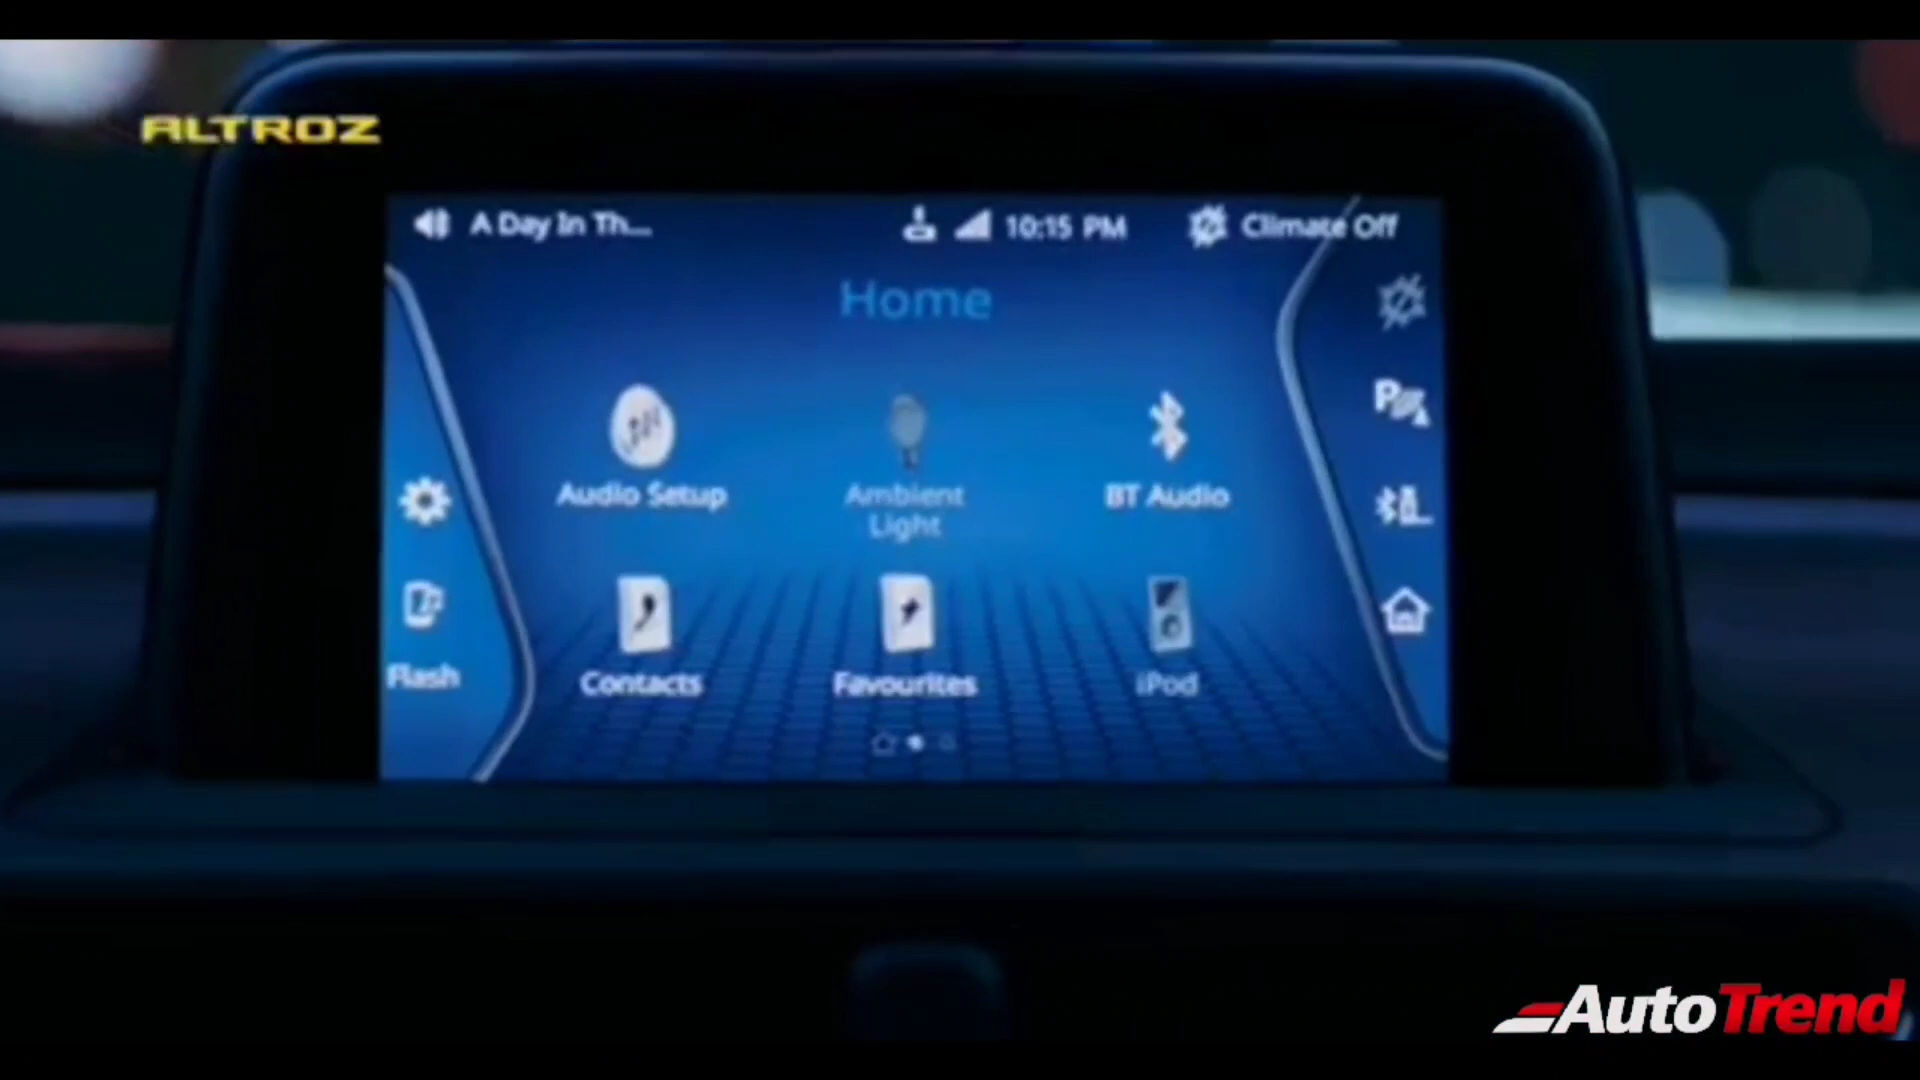 ALTROZ
A Day In Th...
10:15 PM
Climate Off
Home
Audio Setup
Ambient
Light
BT Audio
Flash
Contacts
Favourites
iPod
AutoTrend